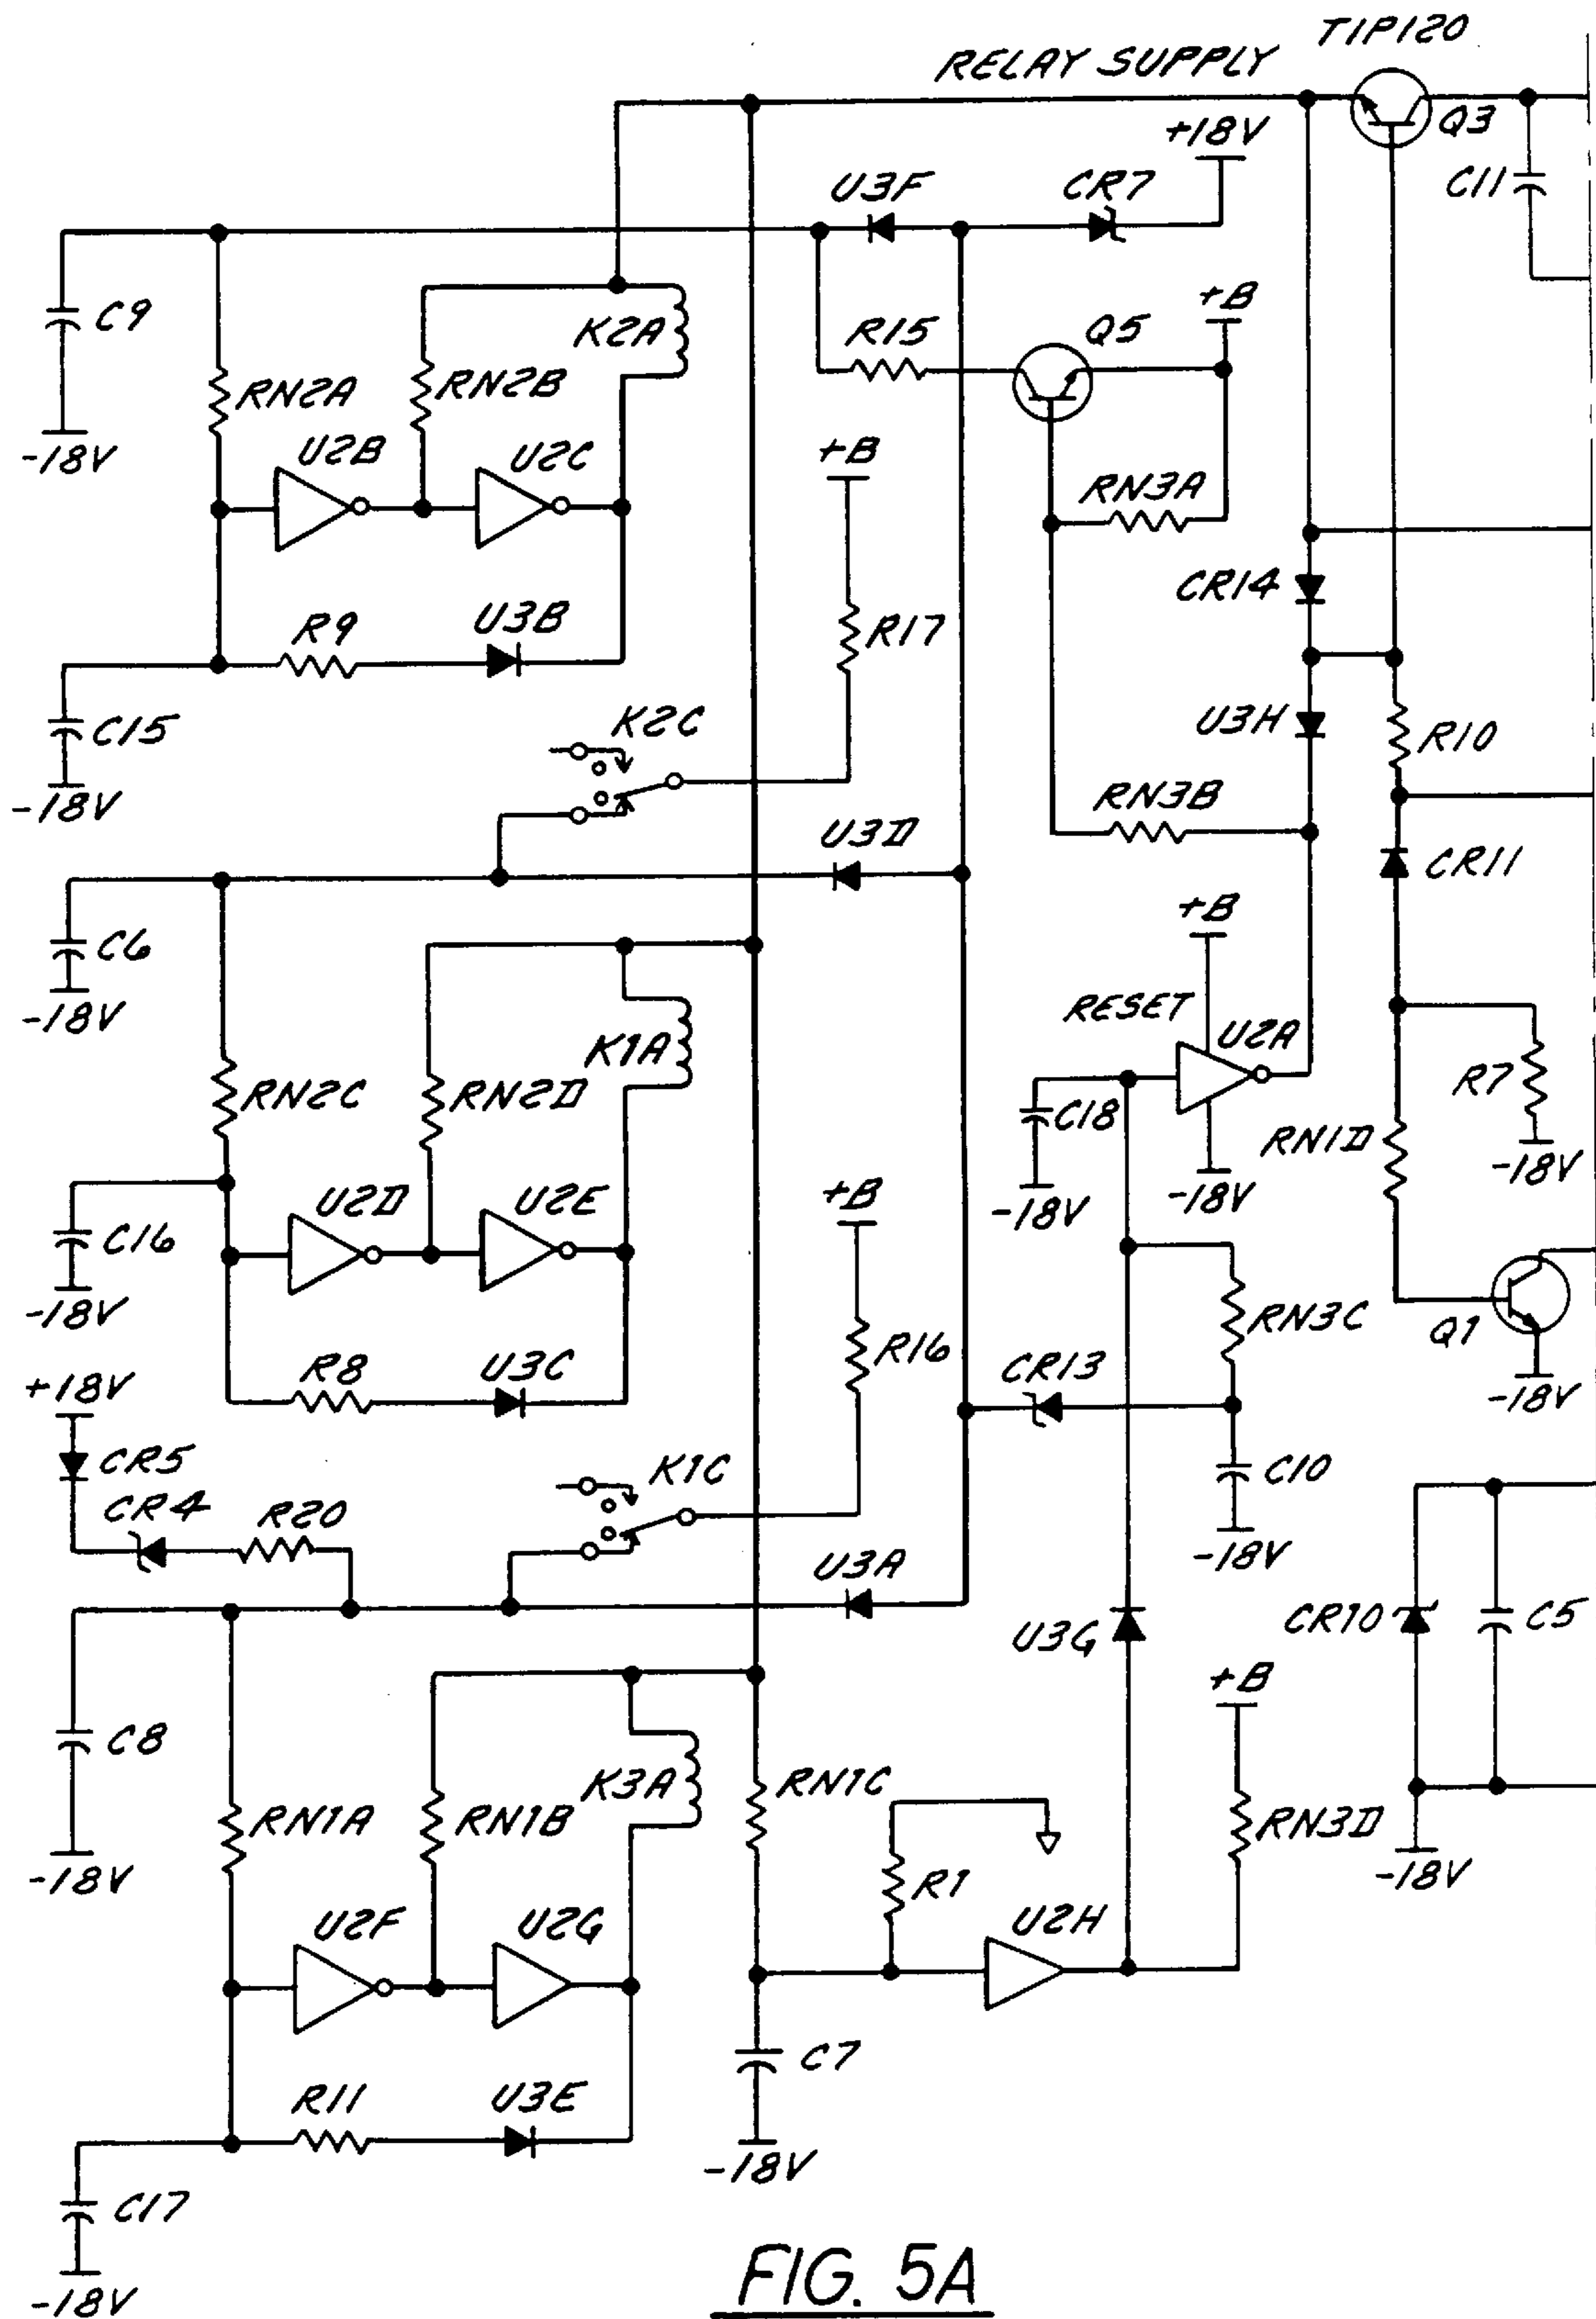 TIP120
RELAY SUPPLY
Q3
+18V
C11
U3F
CR7
C9
K2A
R15
Q5
+B
RN2A
RN2B
-18V
U2B
U2C
+B
RN3A
R9
U3B
R17
CR14
C15
K2C
U3H
R10
-18V
RN3B
U3D
CR11
C6
+B
-18V
RESET
U2A
K1A
RN2C
RN2D
C18
R7
RN1D
-18V
-18V
-18V
U2D
U2E
+B
C16
-18V
RN3C
Q1
R8
U3C
R16
CR13
-18V
+18V
CR5
K1C
C10
CR4
R20
-18V
U3A
U3G
CR10
C5
+B
C8
K3A
RN1C
RN1A
RN1B
RN3D
-18V
R1
-18V
U2F
U2G
U2H
C7
R11
U3E
-18V
C17
-18V
FIG. 5A